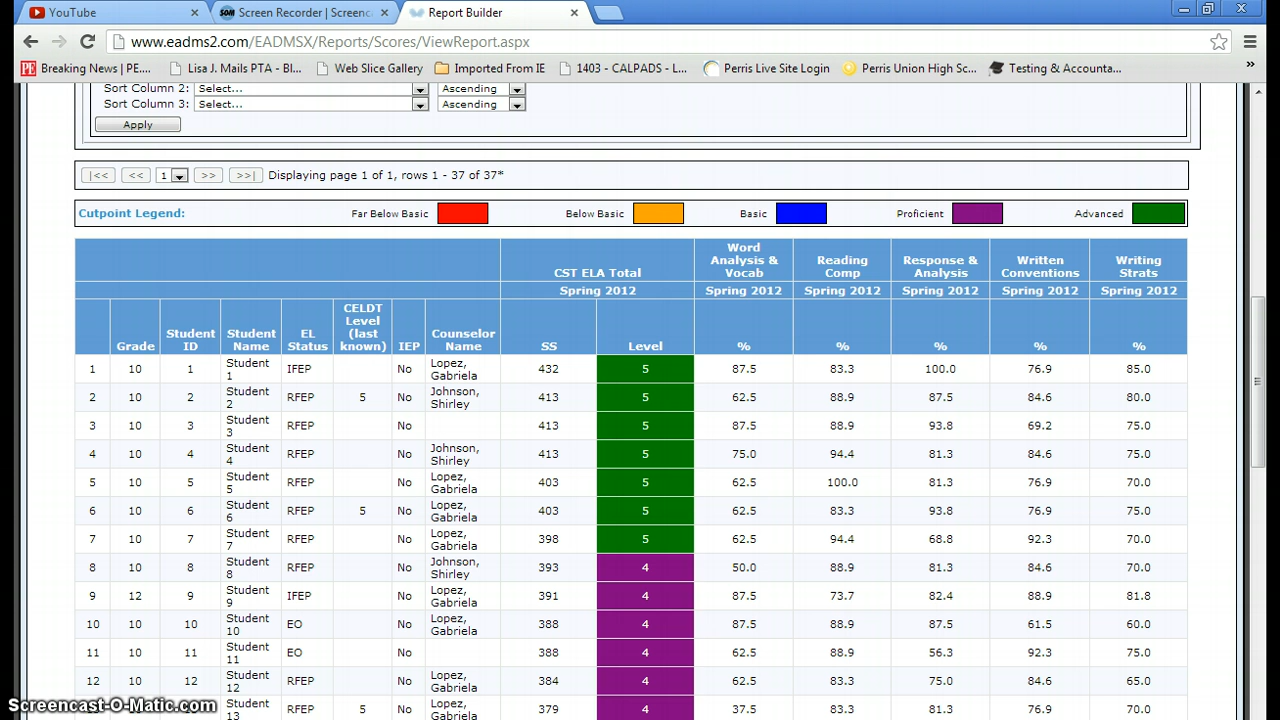 YouTube
Screen Recorder | Screenca
Report Builder
www.eadms2.com/EADMSX/Reports/Scores/ViewReport.aspx
Breaking News | PE.... Lisa J. Mails PTA - Bl... Web Slice Gallery Imported From IE 1403 - CALPADS - L... Perris Live Site Login Perris Union High Sc... Testing & Accounta... »
Sort Column 2: Select... Ascending
Sort Column 3: Select... Ascending
Apply
|<< << 1 >> >>| Displaying page 1 of 1, rows 1 - 37 of 37*
Cutpoint Legend: Far Below Basic Below Basic Basic Proficient Advanced
CST ELA Total Word Analysis & Vocab Reading Comp Response & Analysis Written Conventions Writing Strats
Spring 2012 Spring 2012 Spring 2012 Spring 2012 Spring 2012 Spring 2012
Grade Student ID Student Name EL Status CELDT Level (last known) IEP Counselor Name SS Level % % % % %
1 10 1 Student 1 IFEP No Lopez, Gabriela 432 5 87.5 83.3 100.0 76.9 85.0
2 10 2 Student 2 RFEP 5 No Johnson, Shirley 413 5 62.5 88.9 87.5 84.6 80.0
3 10 3 Student 3 RFEP No 413 5 87.5 88.9 93.8 69.2 75.0
4 10 4 Student 4 RFEP No Johnson, Shirley 413 5 75.0 94.4 81.3 84.6 75.0
5 10 5 Student 5 RFEP No Lopez, Gabriela 403 5 62.5 100.0 81.3 76.9 70.0
6 10 6 Student 6 RFEP 5 No Lopez, Gabriela 403 5 62.5 83.3 93.8 76.9 75.0
7 10 7 Student 7 RFEP No Lopez, Gabriela 398 5 62.5 94.4 68.8 92.3 70.0
8 10 8 Student 8 RFEP No Johnson, Shirley 393 4 50.0 88.9 81.3 84.6 70.0
9 12 9 Student 9 IFEP No Lopez, Gabriela 391 4 87.5 73.7 82.4 88.9 81.8
10 10 10 Student 10 EO No Lopez, Gabriela 388 4 87.5 88.9 87.5 61.5 60.0
11 10 11 Student 11 EO No 388 4 62.5 88.9 56.3 92.3 75.0
12 10 12 Student 12 RFEP No Lopez, Gabriela 384 4 62.5 83.3 75.0 84.6 65.0
Student 13 RFEP 5 No Lopez, Gabriela 379 4 37.5 83.3 81.3 76.9 70.0
Screencast-O-Matic.com